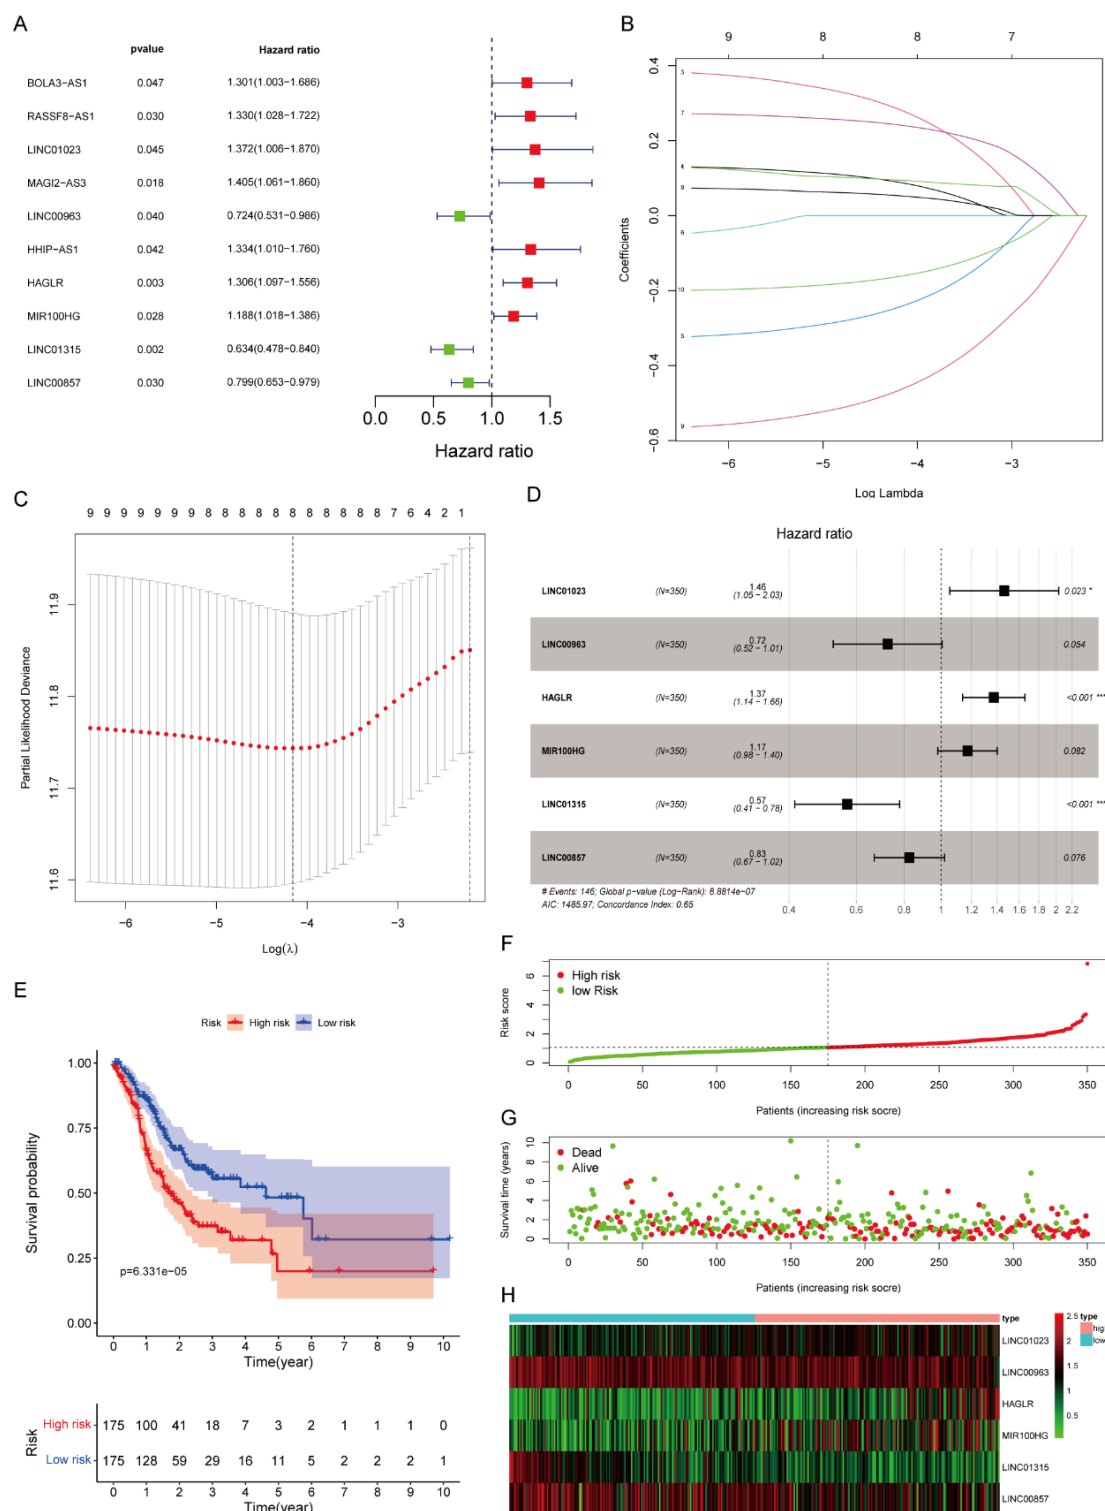 A
pvalue Hazard ratio
BOLA3−AS1 0.047 1.301(1.003−1.686)
RASSF8−AS1 0.030 1.330(1.028−1.722)
LINC01023 0.045 1.372(1.006−1.870)
MAGI2−AS3 0.018 1.405(1.061−1.860)
LINC00963 0.040 0.724(0.531−0.986)
HHIP−AS1 0.042 1.334(1.010−1.760)
HAGLR 0.003 1.306(1.097−1.556)
MIR100HG 0.028 1.188(1.018−1.386)
LINC01315 0.002 0.634(0.478−0.840)
LINC00857 0.030 0.799(0.653−0.979)
0.0 0.5 1.0 1.5
Hazard ratio
B
9 8 8 7
0.4
0.2
0.0
−0.2
−0.4
−0.6
Coefficients
3
7
4
8
6
10
5
9
−6 −5 −4 −3
Log Lambda
C
9 9 9 9 9 9 9 8 8 8 8 8 8 8 8 8 8 7 6 4 2 1
11.9
11.8
11.7
11.6
Partial Likelihood Deviance
−6 −5 −4 −3
Log(λ)
D
Hazard ratio
LINC01023 (N=350) 1.46 (1.05 − 2.03) 0.023 *
LINC00963 (N=350) 0.72 (0.52 − 1.01) 0.054
HAGLR (N=350) 1.37 (1.14 − 1.66) <0.001 ***
MIR100HG (N=350) 1.17 (0.98 − 1.40) 0.082
LINC01315 (N=350) 0.57 (0.41 − 0.78) <0.001 ***
LINC00857 (N=350) 0.83 (0.67 − 1.02) 0.076
# Events: 146; Global p−value (Log−Rank): 8.8814e−07
AIC: 1485.97; Concordance Index: 0.65
0.4 0.6 0.8 1 1.2 1.4 1.6 1.8 2 2.2
E
Risk High risk Low risk
1.00
0.75
0.50
0.25
0.00
Survival probability
p=6.331e−05
0 1 2 3 4 5 6 7 8 9 10
Time(year)
Risk
High risk 175 100 41 18 7 3 2 1 1 1 0
Low risk 175 128 59 29 16 11 5 2 2 2 1
0 1 2 3 4 5 6 7 8 9 10
Time(year)
F
High risk
low Risk
6
4
2
0
Risk score
0 50 100 150 200 250 300 350
Patients (increasing risk socre)
G
Dead
Alive
10
8
6
4
2
0
Survival time (years)
0 50 100 150 200 250 300 350
Patients (increasing risk socre)
H
type
LINC01023
LINC00963
HAGLR
MIR100HG
LINC01315
LINC00857
2.5
2
1.5
1
0.5
type
high
low